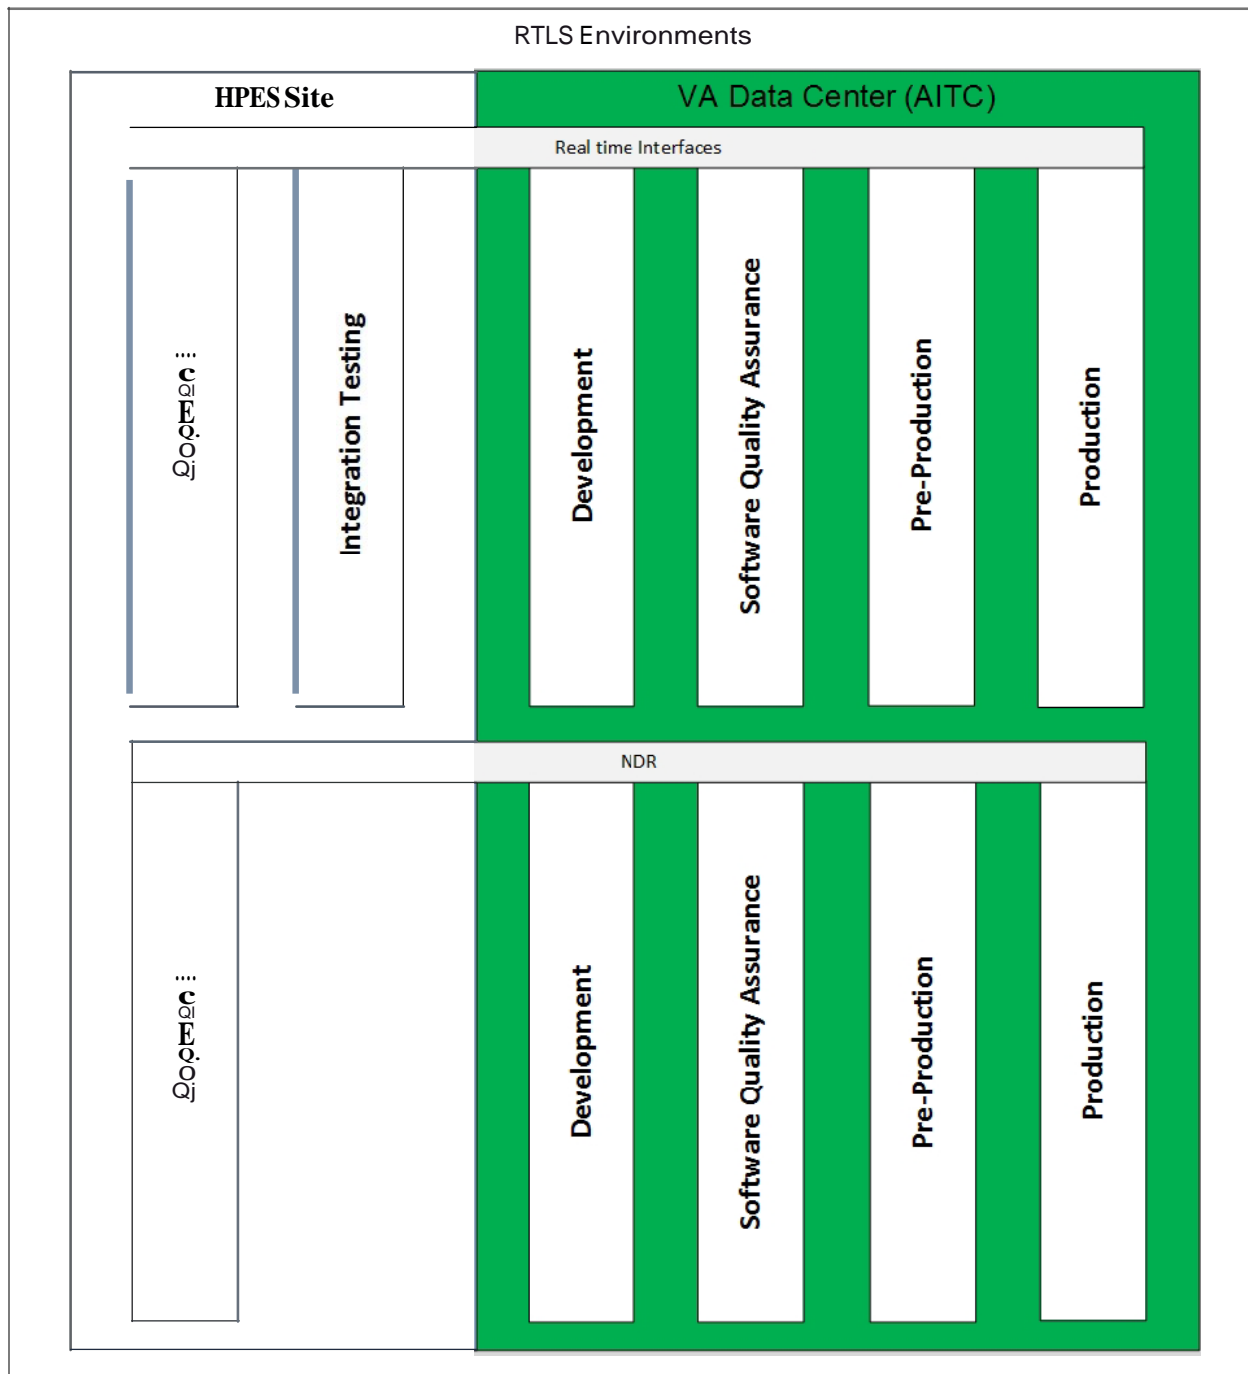 RTLS Environments
HPES Site
VA Data Center (AITC)
Real time Interfaces
Integration Testing
Development
Software Quality Assurance
Pre-Production
Production
NDR
Development
Software Quality Assurance
Pre-Production
Production